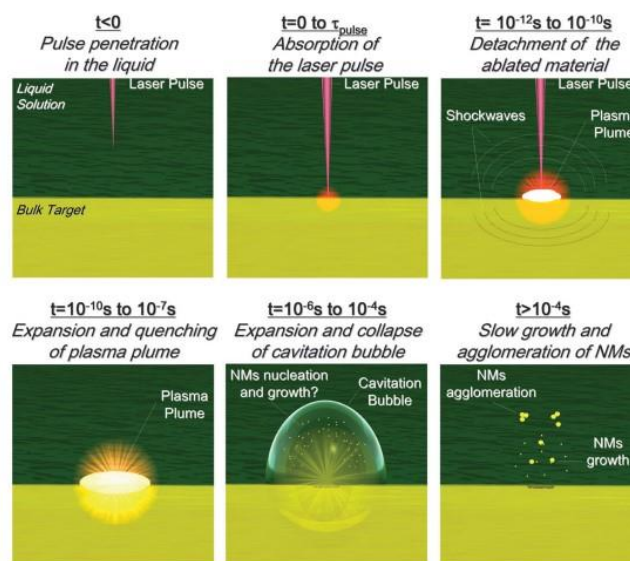 t<0
Pulse penetration
in the liquid
Liquid
Solution
Laser Pulse
Bulk Target
t=0 to τpulse
Absorption of
the laser pulse
Laser Pulse
t= 10⁻¹²s to 10⁻¹⁰s
Detachment of the
ablated material
Laser Pulse
Shockwaves
Plasma
Plume
t=10⁻¹⁰s to 10⁻⁷s
Expansion and quenching
of plasma plume
Plasma
Plume
t=10⁻⁶s to 10⁻⁴s
Expansion and collapse
of cavitation bubble
NMs nucleation
and growth?
Cavitation
Bubble
t>10⁻⁴s
Slow growth and
agglomeration of NMs
NMs
agglomeration
NMs
growth